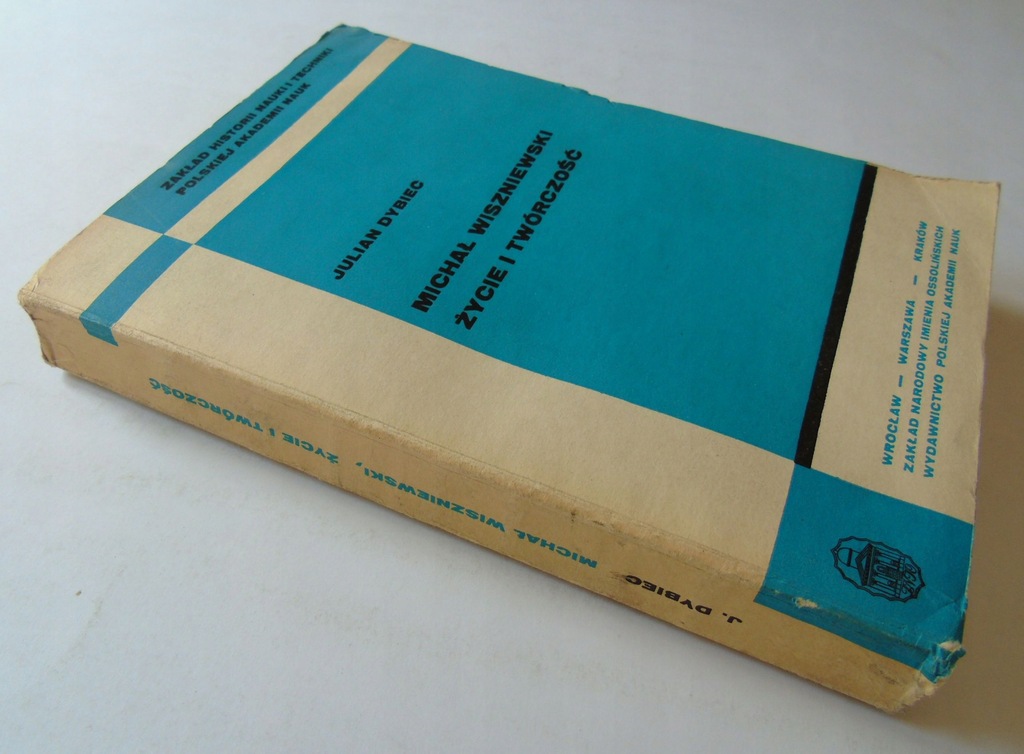 ZAKŁAD HISTORII NAUKI I TECHNIKI
POLSKIEJ AKADEMII NAUK
JULIAN DYBIEC
MICHAŁ WISZNIEWSKI
ŻYCIE I TWÓRCZOŚĆ
WROCŁAW — WARSZAWA — KRAKÓW
ZAKŁAD NARODOWY IMIENIA OSSOLIŃSKICH
WYDAWNICTWO POLSKIEJ AKADEMII NAUK
J. DYBIEC MICHAŁ WISZNIEWSKI, ŻYCIE I TWÓRCZOŚĆ